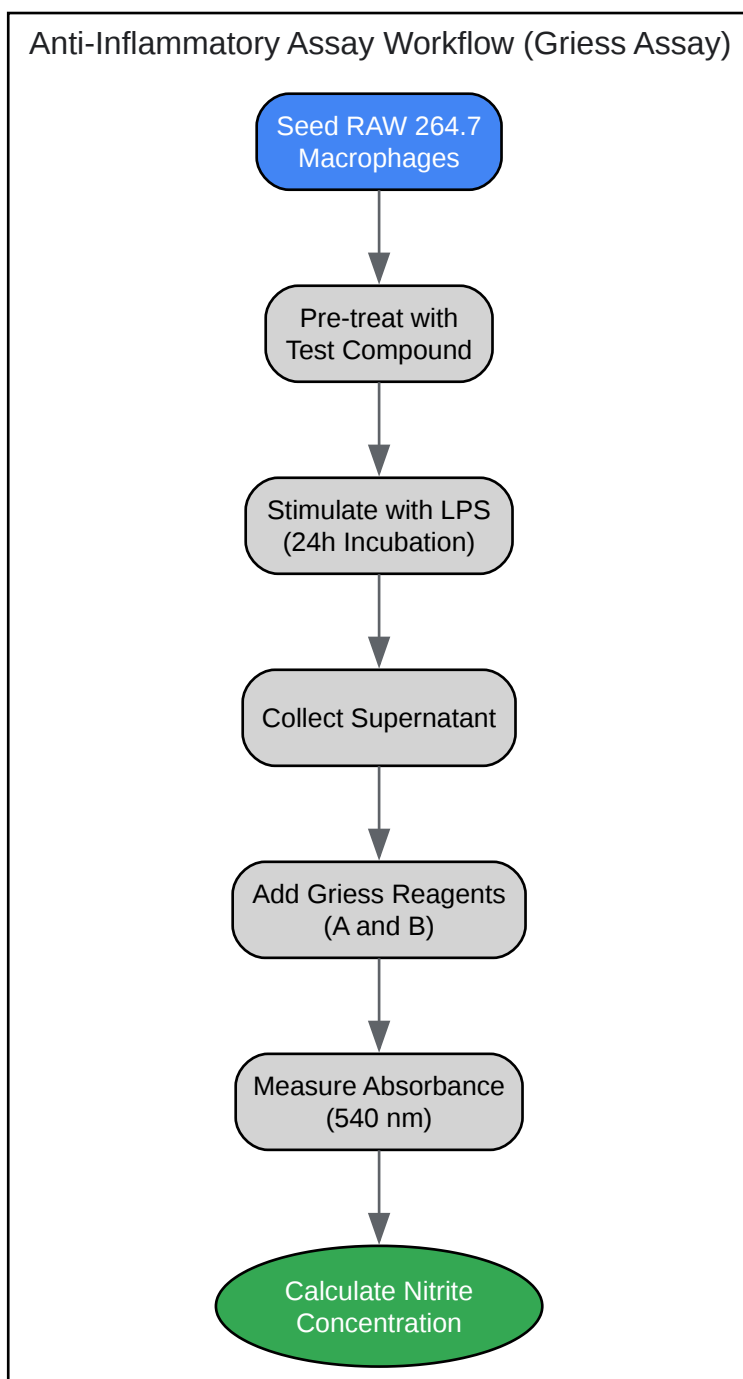 Anti-Inflammatory Assay Workflow (Griess Assay)
Seed RAW 264.7
Macrophages
Pre-treat with
Test Compound
Stimulate with LPS
(24h Incubation)
Collect Supernatant
Add Griess Reagents
(A and B)
Measure Absorbance
(540 nm)
Calculate Nitrite
Concentration